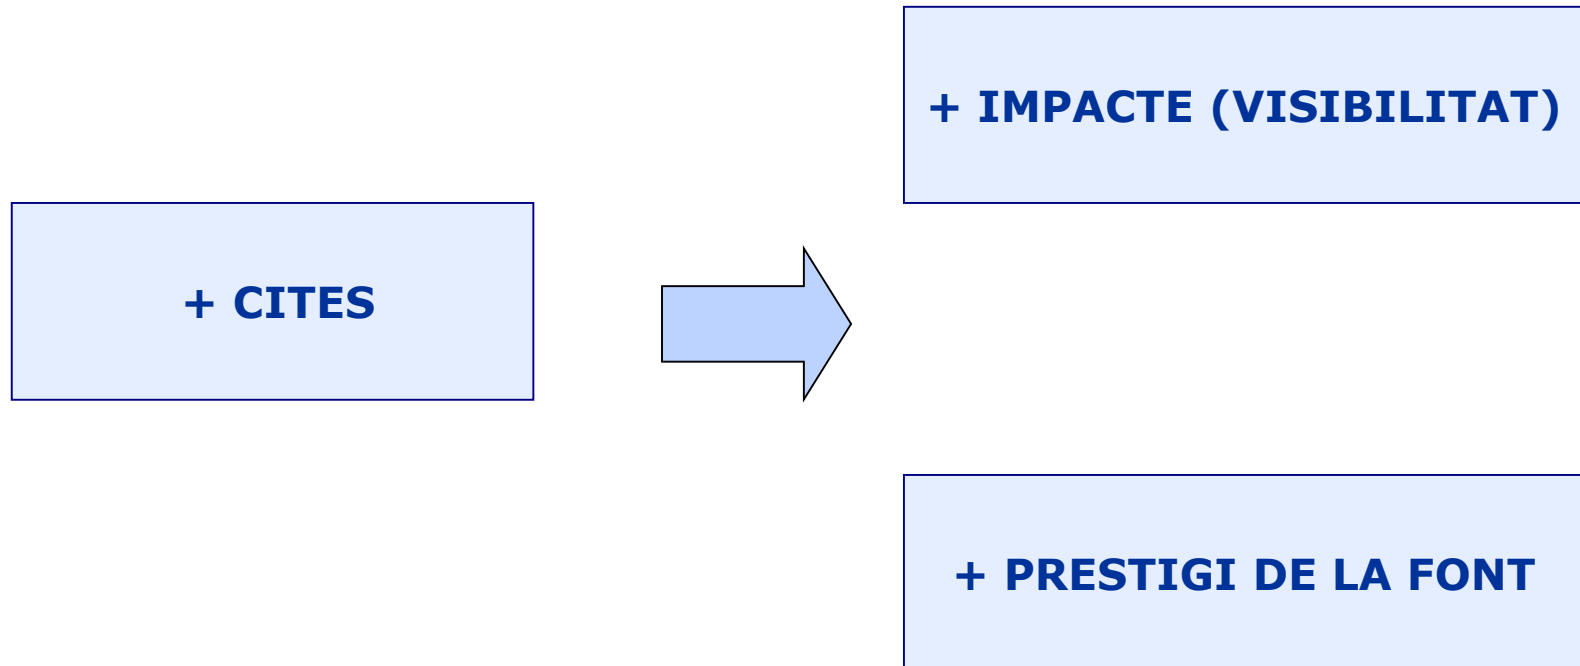 + IMPACTE (VISIBILITAT)
+ CITES
+ PRESTIGI DE LA FONT